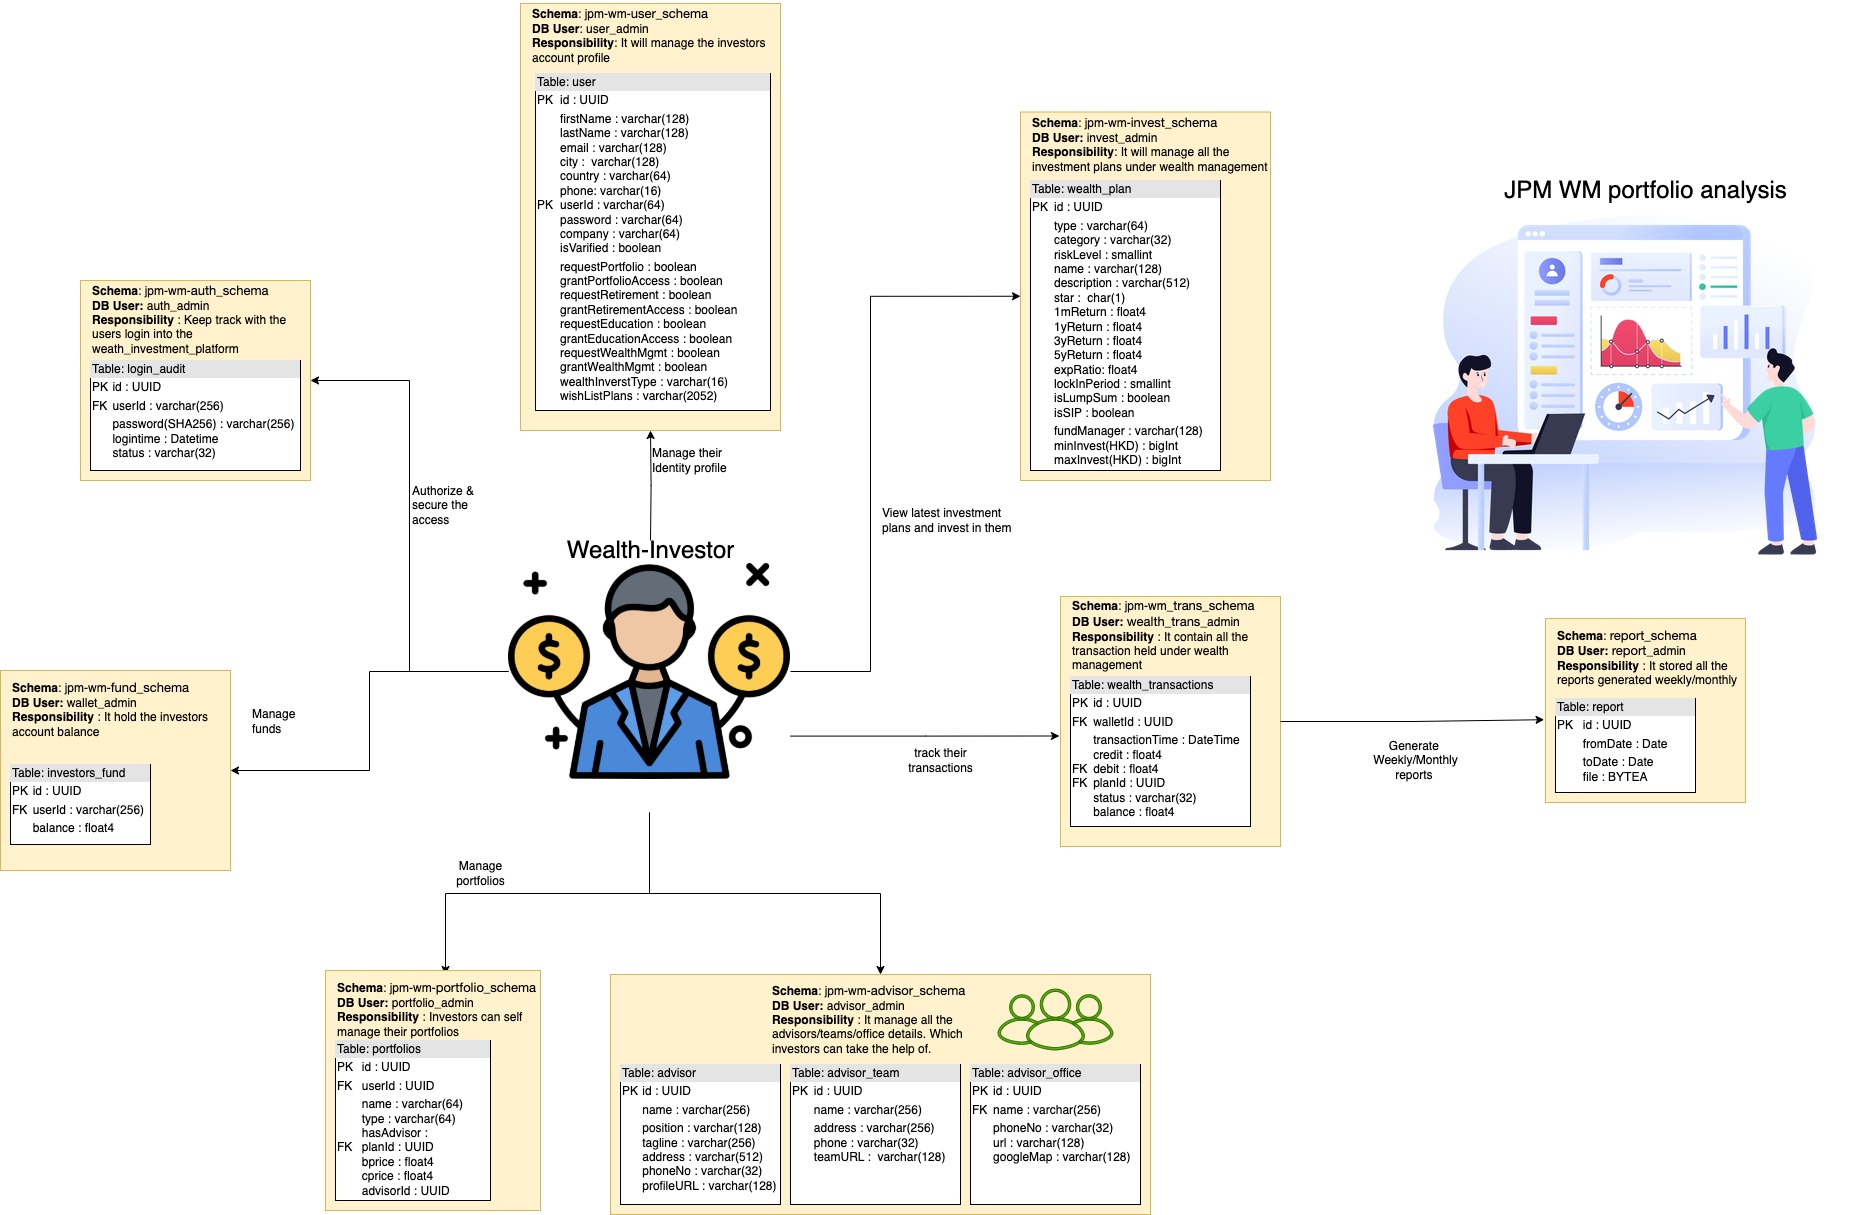 Schema: jpm-wm-user_schema
DB User: user_admin
Responsibility: It will manage the investors
account profile
Table: user
PK id : UUID
firstName : varchar(128)
lastName : varchar(128)
email : varchar(128)
city :  varchar(128)
country : varchar(64)
phone: varchar(16)
PK userId : varchar(64)
password : varchar(64)
company : varchar(64)
isVarified : boolean
requestPortfolio : boolean
grantPortfolioAccess : boolean
requestRetirement : boolean
grantRetirementAccess : boolean
requestEducation : boolean
grantEducationAccess : boolean
requestWealthMgmt : boolean
grantWealthMgmt : boolean
wealthInverstType : varchar(16)
wishListPlans : varchar(2052)
Schema: jpm-wm-invest_schema
DB User: invest_admin
Responsibility: It will manage all the
investment plans under wealth management
Table: wealth_plan
PK id : UUID
type : varchar(64)
category : varchar(32)
riskLevel : smallint
name : varchar(128)
description : varchar(512)
star :  char(1)
1mReturn : float4
1yReturn : float4
3yReturn : float4
5yReturn : float4
expRatio: float4
lockInPeriod : smallint
isLumpSum : boolean
isSIP : boolean
fundManager : varchar(128)
minInvest(HKD) : bigInt
maxInvest(HKD) : bigInt
JPM WM portfolio analysis
Schema: jpm-wm-auth_schema
DB User: auth_admin
Responsibility : Keep track with the
users login into the
weath_investment_platform
Table: login_audit
PK id : UUID
FK userId : varchar(256)
password(SHA256) : varchar(256)
logintime : Datetime
status : varchar(32)
Manage their
Identity profile
Authorize &
secure the
access
View latest investment
plans and invest in them
Wealth-Investor
Schema: jpm-wm-fund_schema
DB User: wallet_admin
Responsibility : It hold the investors
account balance
Table: investors_fund
PK id : UUID
FK userId : varchar(256)
balance : float4
Manage
funds
$
$
track their
transactions
Schema: jpm-wm_trans_schema
DB User: wealth_trans_admin
Responsibility : It contain all the
transaction held under wealth
management
Table: wealth_transactions
PK id : UUID
FK walletId : UUID
transactionTime : DateTime
credit : float4
FK debit : float4
FK planId : UUID
status : varchar(32)
balance : float4
Generate
Weekly/Monthly
reports
Schema: report_schema
DB User: report_admin
Responsibility : It stored all the
reports generated weekly/monthly
Table: report
PK id : UUID
fromDate : Date
toDate : Date
file : BYTEA
Manage
portfolios
Schema: jpm-wm-portfolio_schema
DB User: portfolio_admin
Responsibility : Investors can self
manage their portfolios
Table: portfolios
PK id : UUID
FK userId : UUID
name : varchar(64)
type : varchar(64)
hasAdvisor :
FK planId : UUID
bprice : float4
cprice : float4
advisorId : UUID
Schema: jpm-wm-advisor_schema
DB User: advisor_admin
Responsibility : It manage all the
advisors/teams/office details. Which
investors can take the help of.
Table: advisor
PK id : UUID
name : varchar(256)
position : varchar(128)
tagline : varchar(256)
address : varchar(512)
phoneNo : varchar(32)
profileURL : varchar(128)
Table: advisor_team
PK id : UUID
name : varchar(256)
address : varchar(256)
phone : varchar(32)
teamURL :  varchar(128)
Table: advisor_office
PK id : UUID
FK name : varchar(256)
phoneNo : varchar(32)
url : varchar(128)
googleMap : varchar(128)